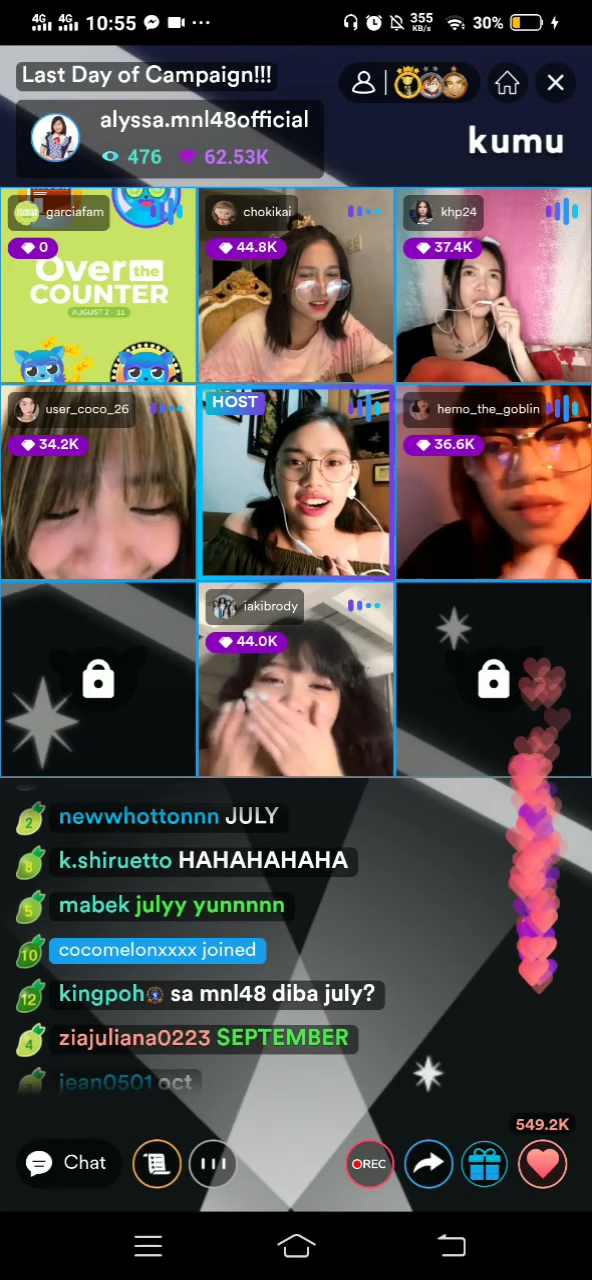 4G 4G 10:55 ... 355 KB/s 30%
Last Day of Campaign!!!
alyssa.mnl48official
476 62.53K
kumu
garciafam
0
Over the
COUNTER
AUGUST 2 - 11
chokikai
44.8K
khp24
37.4K
user_coco_26
34.2K
HOST
hemo_the_goblin
36.6K
iakibrody
44.0K
2 newwhottonnn JULY
8 k.shiruetto HAHAHAHAHA
5 mabek julyy yunnnnn
10 cocomelonxxxx joined
12 kingpoh sa mnl48 diba july?
4 ziajuliana0223 SEPTEMBER
jean0501 oct
549.2K
Chat
REC